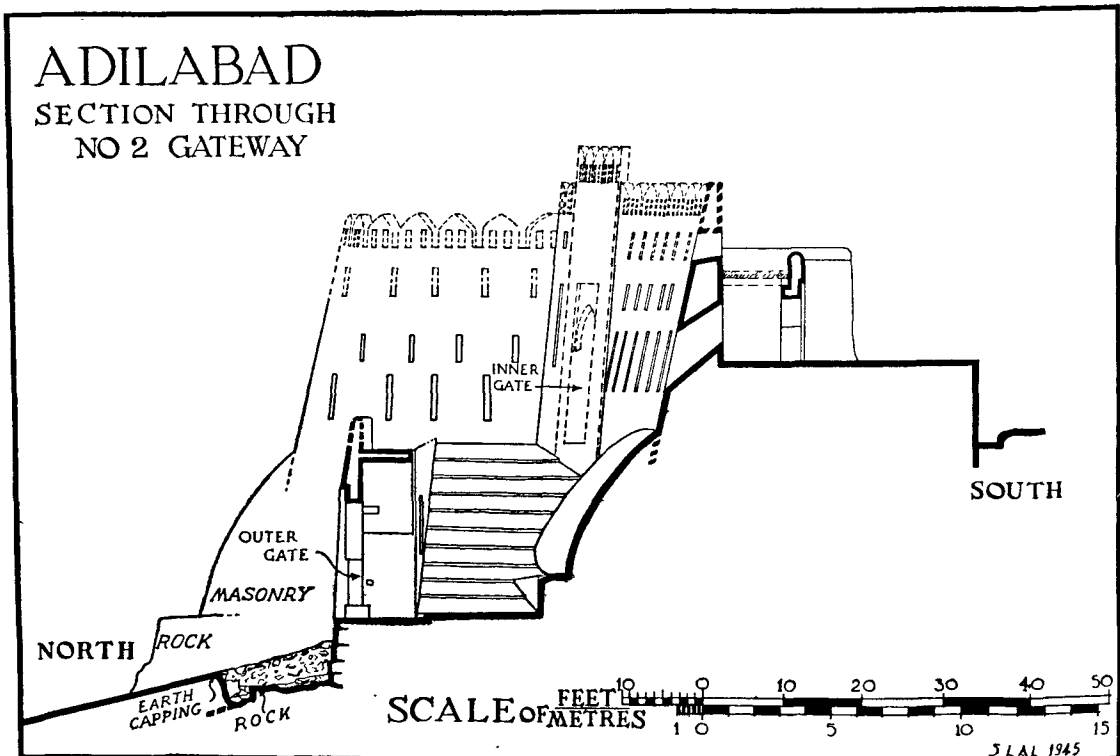 ADILABAD
SECTION THROUGH
NO 2 GATEWAY
INNER
GATE
SOUTH
OUTER
GATE
MASONRY
NORTH
ROCK
EARTH
CAPPING
ROCK
SCALE OF FEET
METRES
10 0 10 20 30 40 50
1 0 5 10 15
S LAL 1945